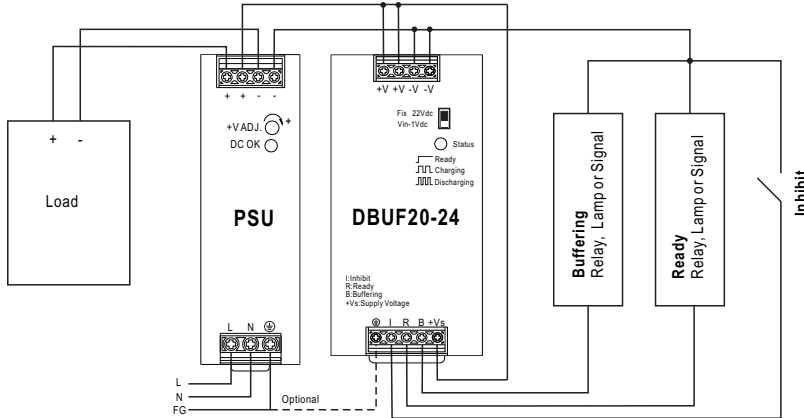 + + - -
+V +V -V -V
+V ADJ.
+
DC OK
Fix 22Vdc
Vin-1Vdc
Status
Ready
Charging
Discharging
+ -
Load
PSU
DBUF20-24
Buffering
Relay, Lamp or Signal
Ready
Relay, Lamp or Signal
Inhibit
I:Inhibit
R:Ready
B:Buffering
+Vs:Supply Voltage
L N
I R B +Vs
L
N
FG
Optional